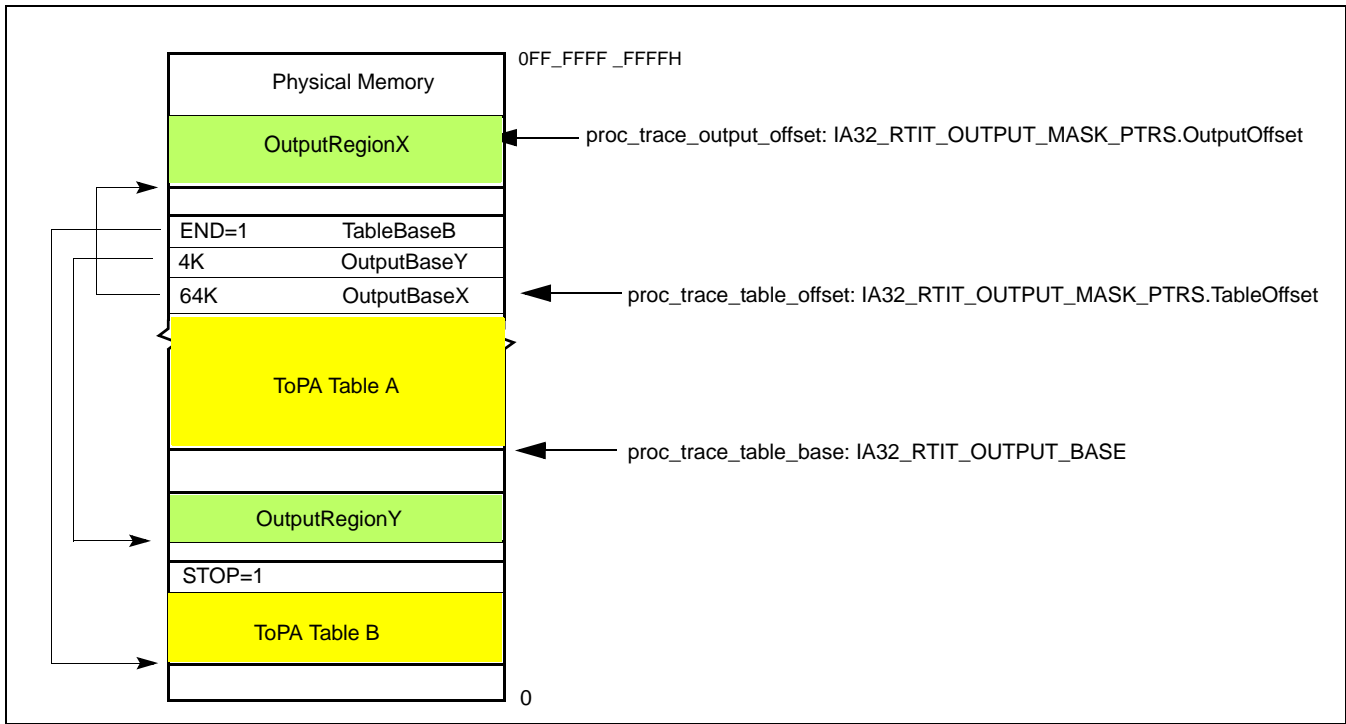 0FF_FFFF _FFFFH
Physical Memory
proc_trace_output_offset: IA32_RTIT_OUTPUT_MASK_PTRS.OutputOffset
OutputRegionX
END=1 TableBaseB
4K OutputBaseY
64K OutputBaseX
proc_trace_table_offset: IA32_RTIT_OUTPUT_MASK_PTRS.TableOffset
ToPA Table A
proc_trace_table_base: IA32_RTIT_OUTPUT_BASE
OutputRegionY
STOP=1
ToPA Table B
0